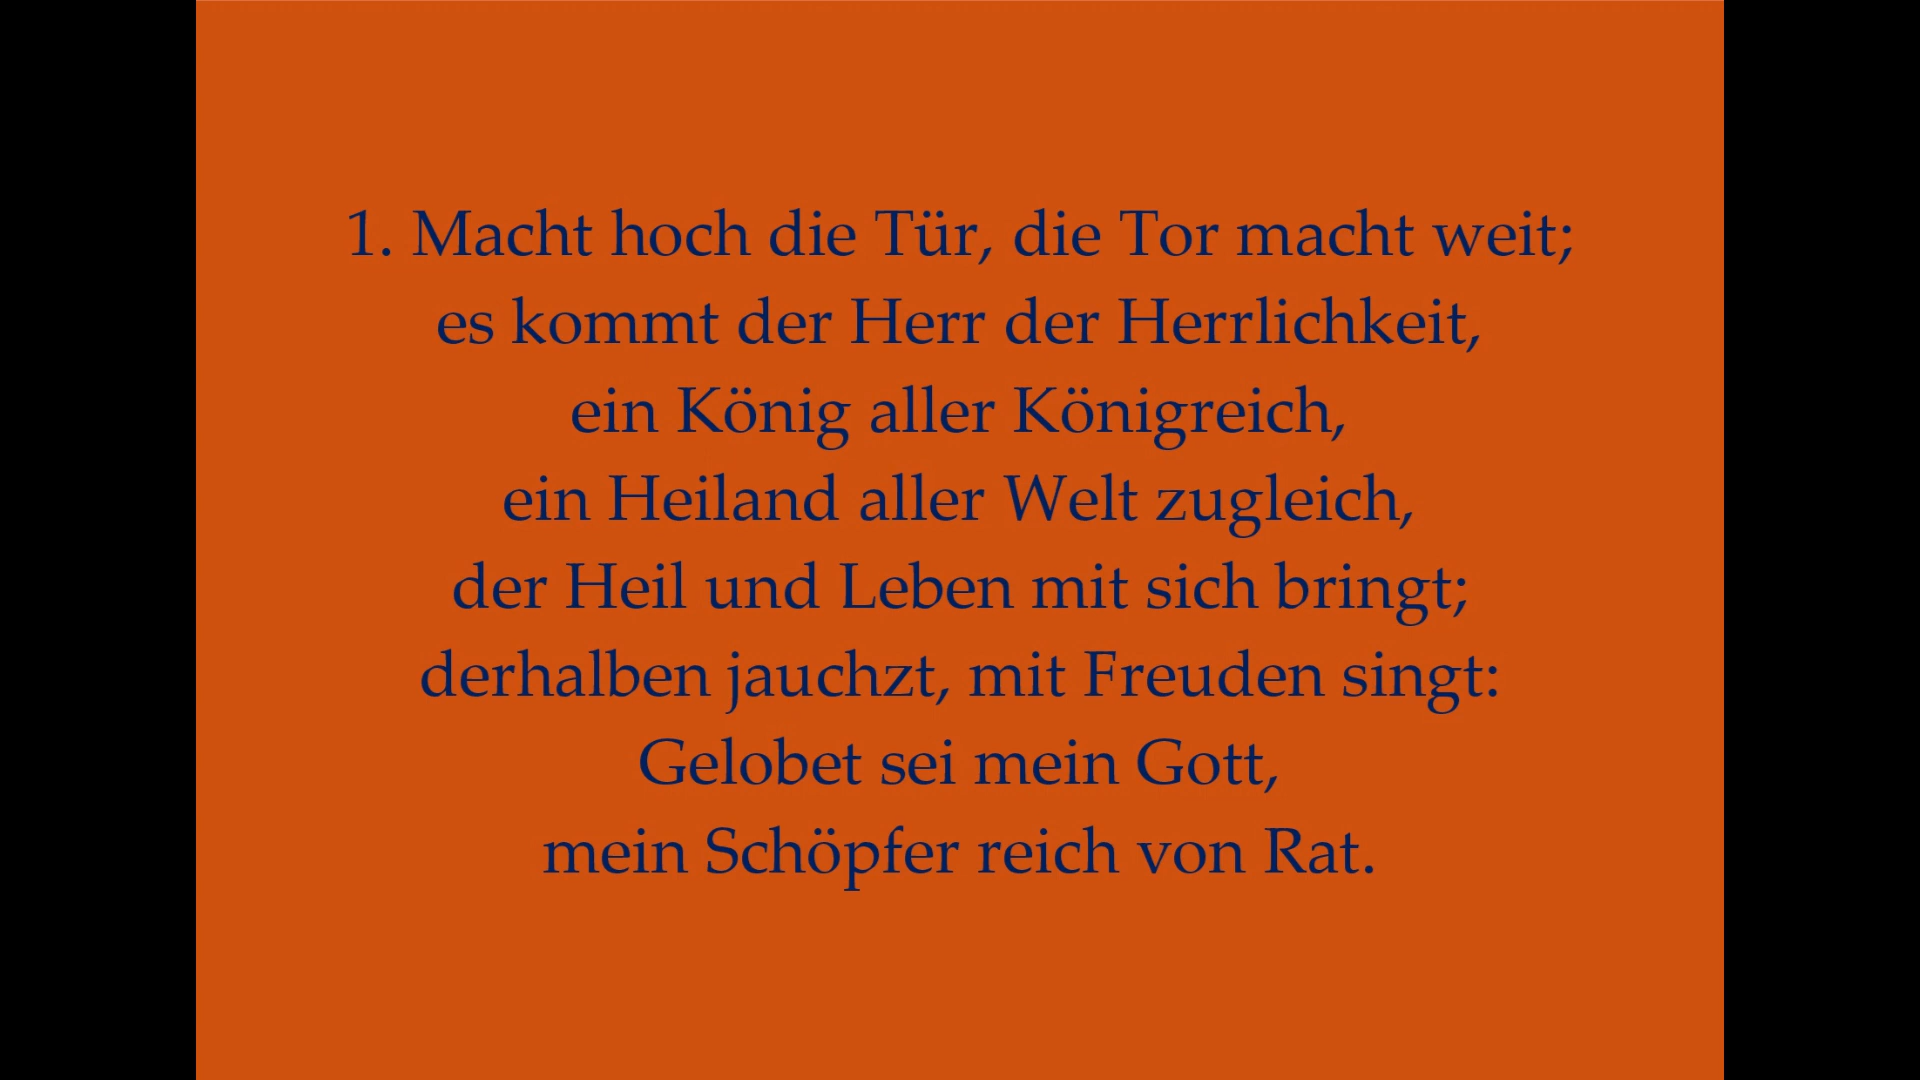 1. Macht hoch die Tür, die Tor macht weit;
es kommt der Herr der Herrlichkeit,
ein König aller Königreich,
ein Heiland aller Welt zugleich,
der Heil und Leben mit sich bringt;
derhalben jauchzt, mit Freuden singt:
Gelobet sei mein Gott,
mein Schöpfer reich von Rat.